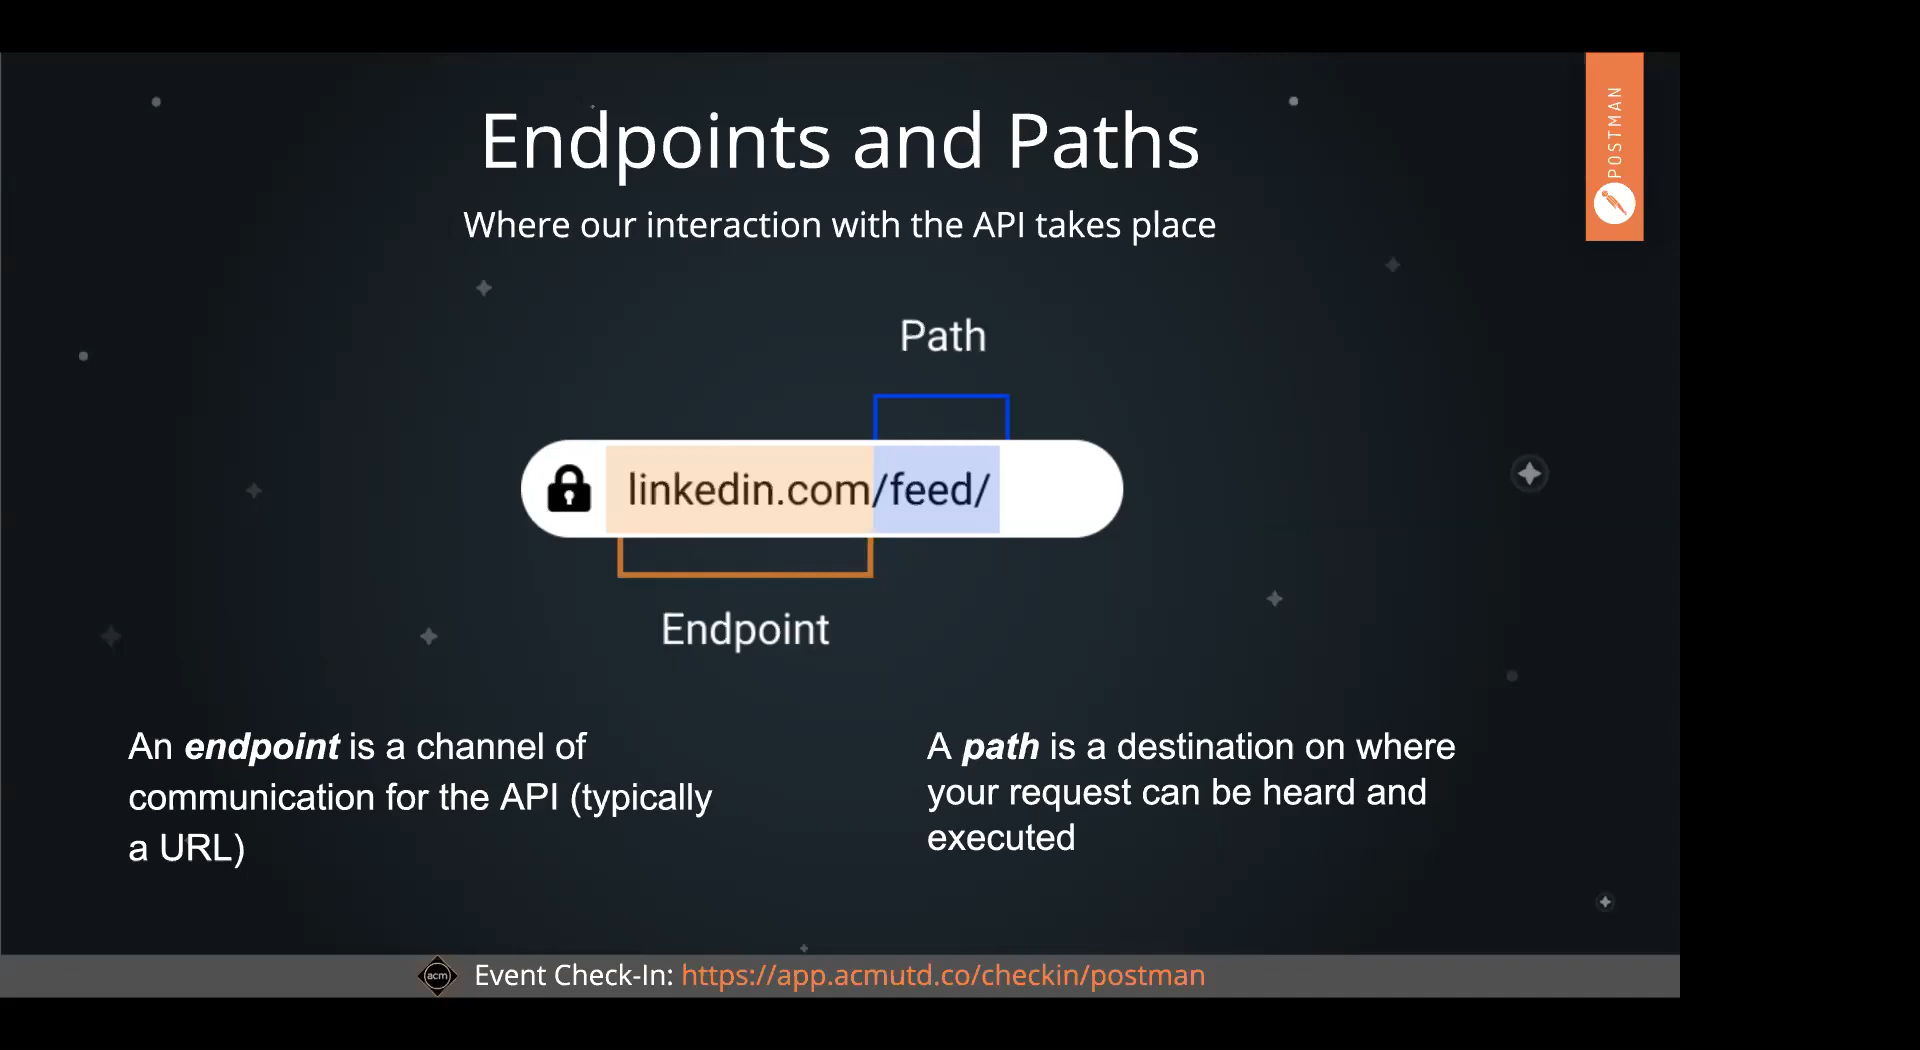 Endpoints and Paths
POSTMAN
Where our interaction with the API takes place
Path
linkedin.com/feed/
Endpoint
An endpoint is a channel of
communication for the API (typically
a URL)
A path is a destination on where
your request can be heard and
executed
acm
Event Check-In: https://app.acmutd.co/checkin/postman